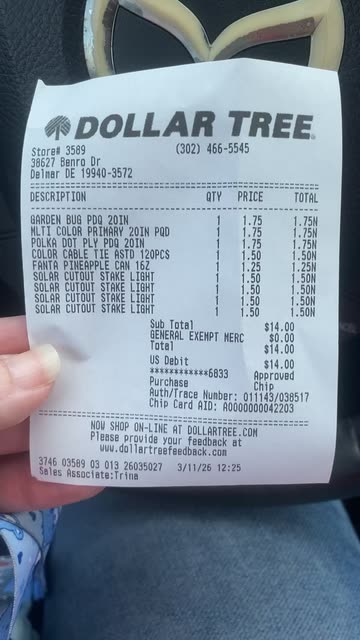 DOLLAR TREE
Store# 3589 (302) 466-5545
38627 Benro Dr
Delmar DE 19940-3572
DESCRIPTION QTY PRICE TOTAL
GARDEN BUG PDQ 20IN 1 1.75 1.75N
MLTI COLOR PRIMARY 20IN PQD 1 1.75 1.75N
POLKA DOT PLY PDQ 20IN 1 1.75 1.75N
COLOR CABLE TIE ASTD 120PCS 1 1.50 1.50N
FANTA PINEAPPLE CAN 16Z 1 1.25 1.25N
SOLAR CUTOUT STAKE LIGHT 1 1.50 1.50N
SOLAR CUTOUT STAKE LIGHT 1 1.50 1.50N
SOLAR CUTOUT STAKE LIGHT 1 1.50 1.50N
SOLAR CUTOUT STAKE LIGHT 1 1.50 1.50N
Sub Total $14.00
GENERAL EXEMPT MERC $0.00
Total $14.00
US Debit $14.00
************6833 Approved
Purchase Chip
Auth/Trace Number: 011143/038517
Chip Card AID: A0000000042203
NOW SHOP ON-LINE AT DOLLARTREE.COM
Please provide your feedback at
www.dollartreefeedback.com
3746 03589 03 013 26035027 3/11/26 12:25
Sales Associate:Trina